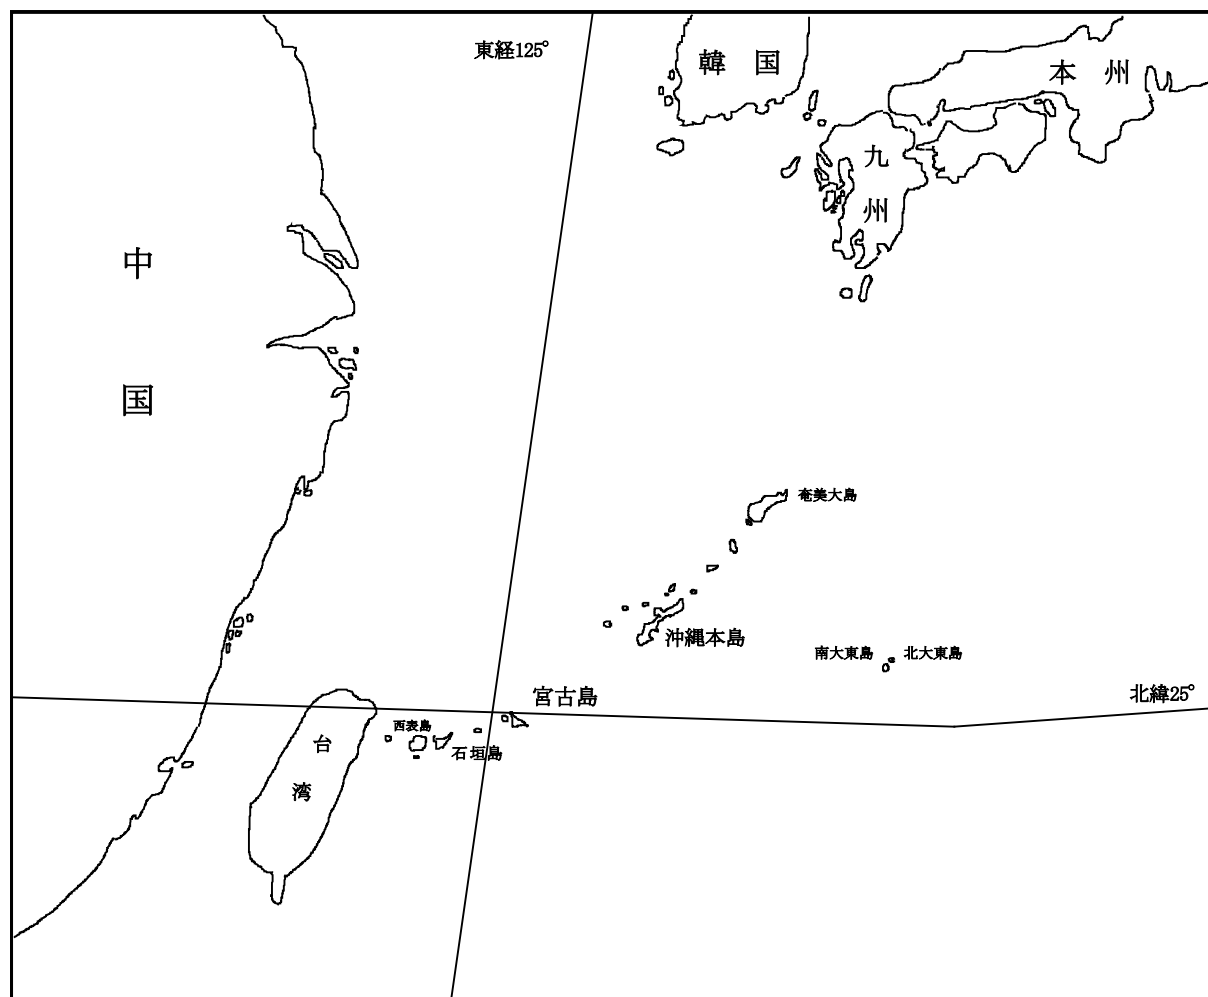 東経125°
韓国
本州
九州
中国
奄美大島
沖縄本島
南大東島
北大東島
宮古島
北緯25°
西表島
石垣島
台湾